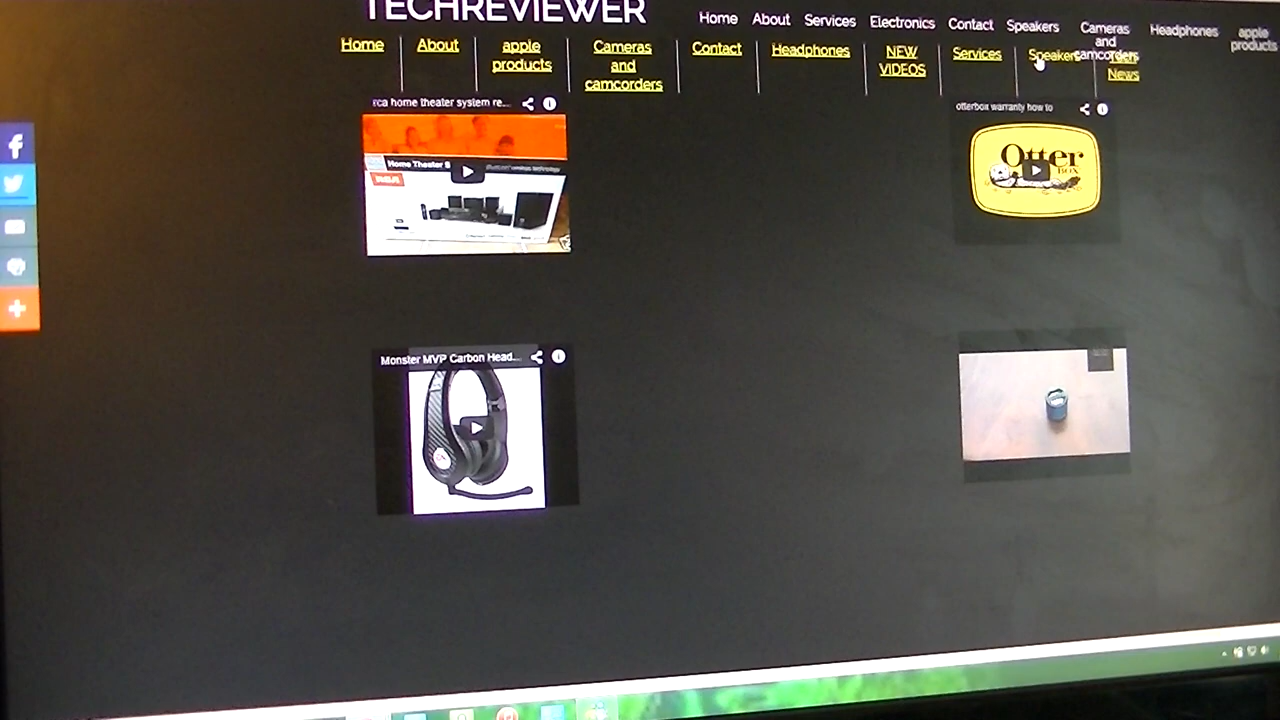 TECHREVIEWER
Home About Services Electronics Contact Speakers Cameras and camcorders Headphones apple products
Home
About
apple
products
Cameras
and
camcorders
Contact
Headphones
NEW
VIDEOS
Services
Speakers
Tech
News
rca home theater system re...
Home Theater S
RCA
otterbox warranty how to
Otter
BOX
Monster MVP Carbon Head...